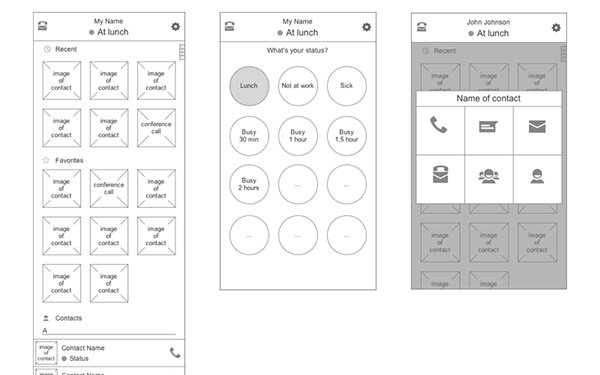 My Name
At lunch
Recent
image
of
contact
image
of
contact
image
of
contact
image
of
contact
image
of
contact
conference
call
Favorites
image
of
contact
conference
call
image
of
contact
image
of
contact
image
of
contact
image
of
contact
image
of
contact
image
of
contact
Contacts
A
image
of
contact
Contact Name
Status
image
Contact Name
My Name
At lunch
What's your status?
Lunch
Not at work
Sick
Busy
30 min
Busy
1 hour
Busy
1,5 hour
Busy
2 hours
...
...
...
...
...
John Johnson
At lunch
Recent
Name of contact
image
of
contact
image
of
contact
image
of
contact
image
of
image
of